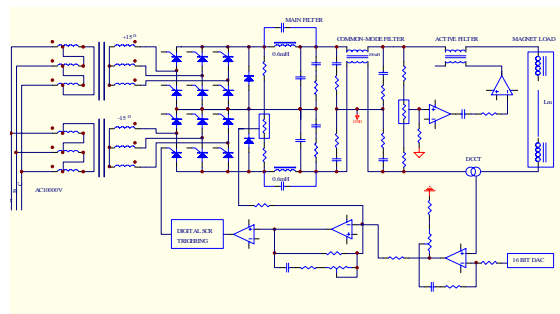 MAIN FILTER
+15°
COMMON-MODE FILTER
ACTIVE FILTER
MAGNET LOAD
0.6mH
Lm
-15°
0.6mH
DCCT
AC10000V
DIGITAL SCR
TRIGERING
16 BIT DAC